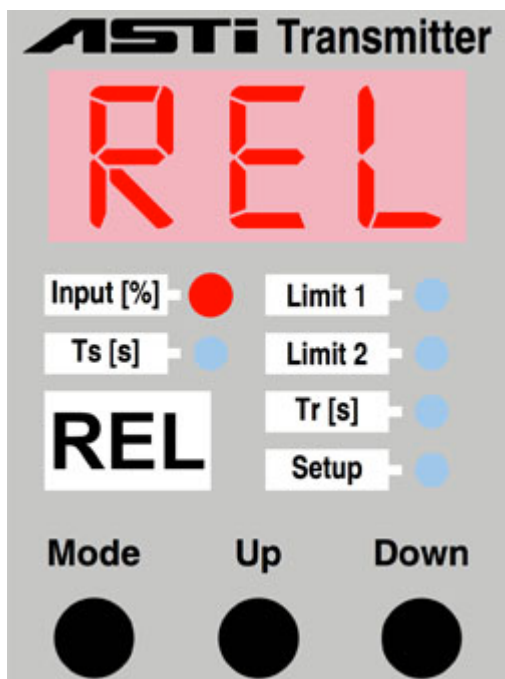 ASTi Transmitter
REL
Input [%]
Limit 1
Ts [s]
Limit 2
REL
Tr [s]
Setup
Mode
Up
Down